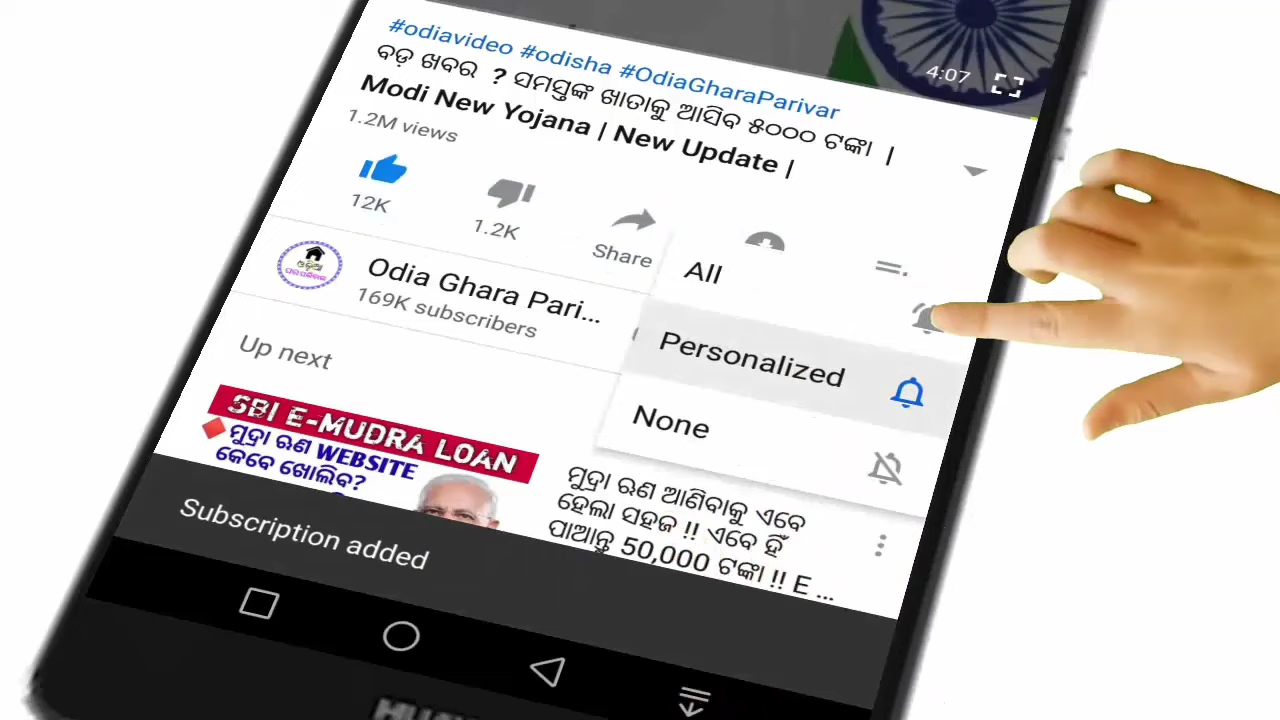 4:07
#odiavideo #odisha #OdiaGharaParivar
ବଡ଼ ଖବର ? ସମସ୍ତଙ୍କ ଖାତାକୁ ଆସିବ ୫୦୦୦ ଟଙ୍କା |
Modi New Yojana | New Update |
1.2M views
12K
1.2K
Share
All
Odia Ghara Pari...
169K subscribers
Personalized
None
Up next
SBI E-MUDRA LOAN
ମୁଦ୍ରା ଋଣ WEBSITE
କେବେ ଖୋଲିବ?
ମୁଦ୍ରା ଋଣ ଆଣିବାକୁ ଏବେ
ହେଲା ସହଜ !! ଏବେ ହିଁ
ପାଆନ୍ତୁ 50,000 ଟଙ୍କା !! E ...
Subscription added